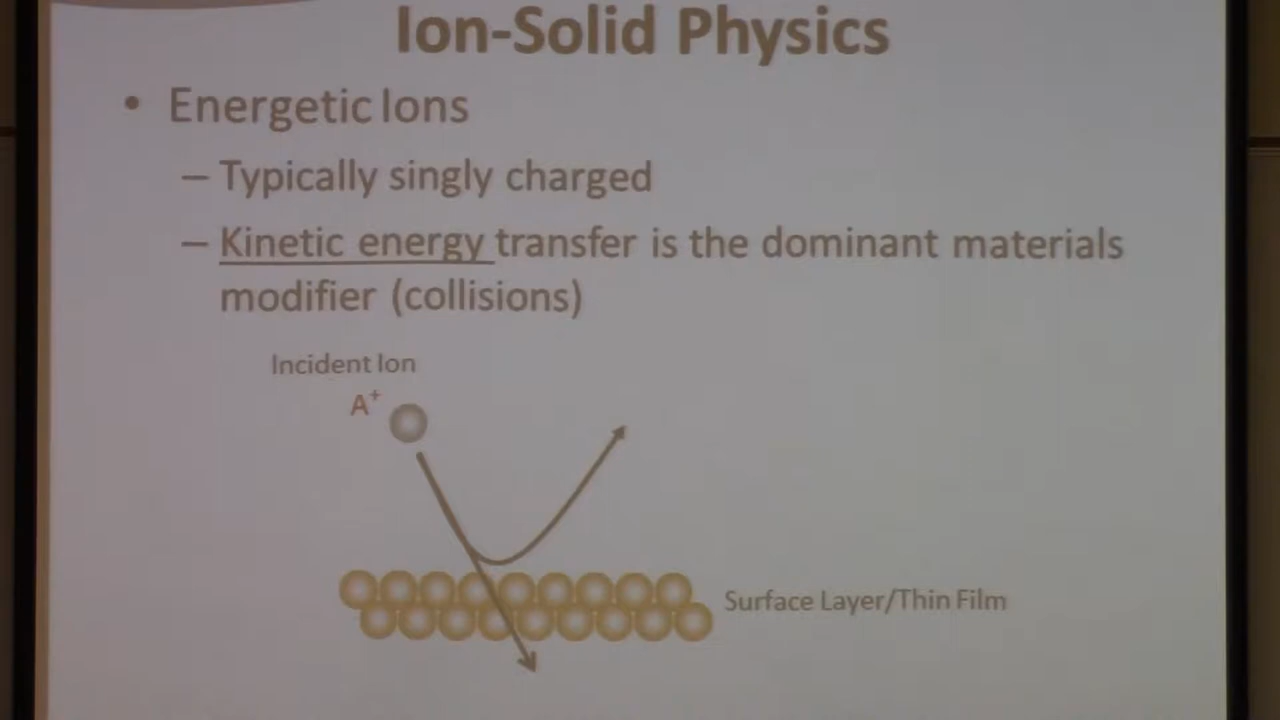 Ion-Solid Physics
• Energetic Ions
– Typically singly charged
– Kinetic energy transfer is the dominant materials
modifier (collisions)
Incident Ion
A⁺
Surface Layer/Thin Film